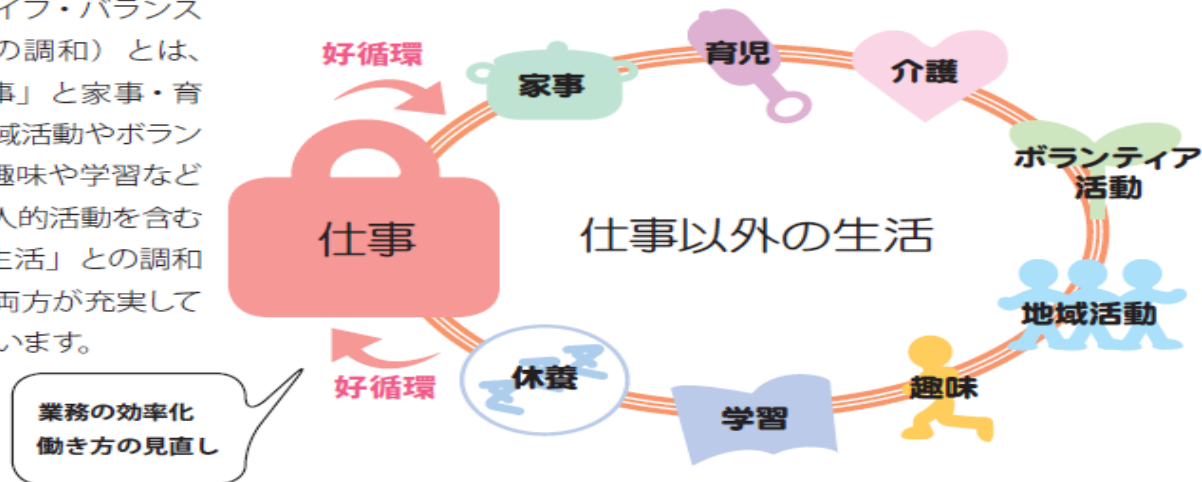 イフ・バランス
の調和）とは、
事」と家事・育
域活動やボラン
趣味や学習など
人的活動を含む
生活」との調和
両方が充実して
います。
好循環
家事
育児
介護
ボランティア
活動
仕事
仕事以外の生活
地域活動
好循環
休養
学習
趣味
業務の効率化
働き方の見直し